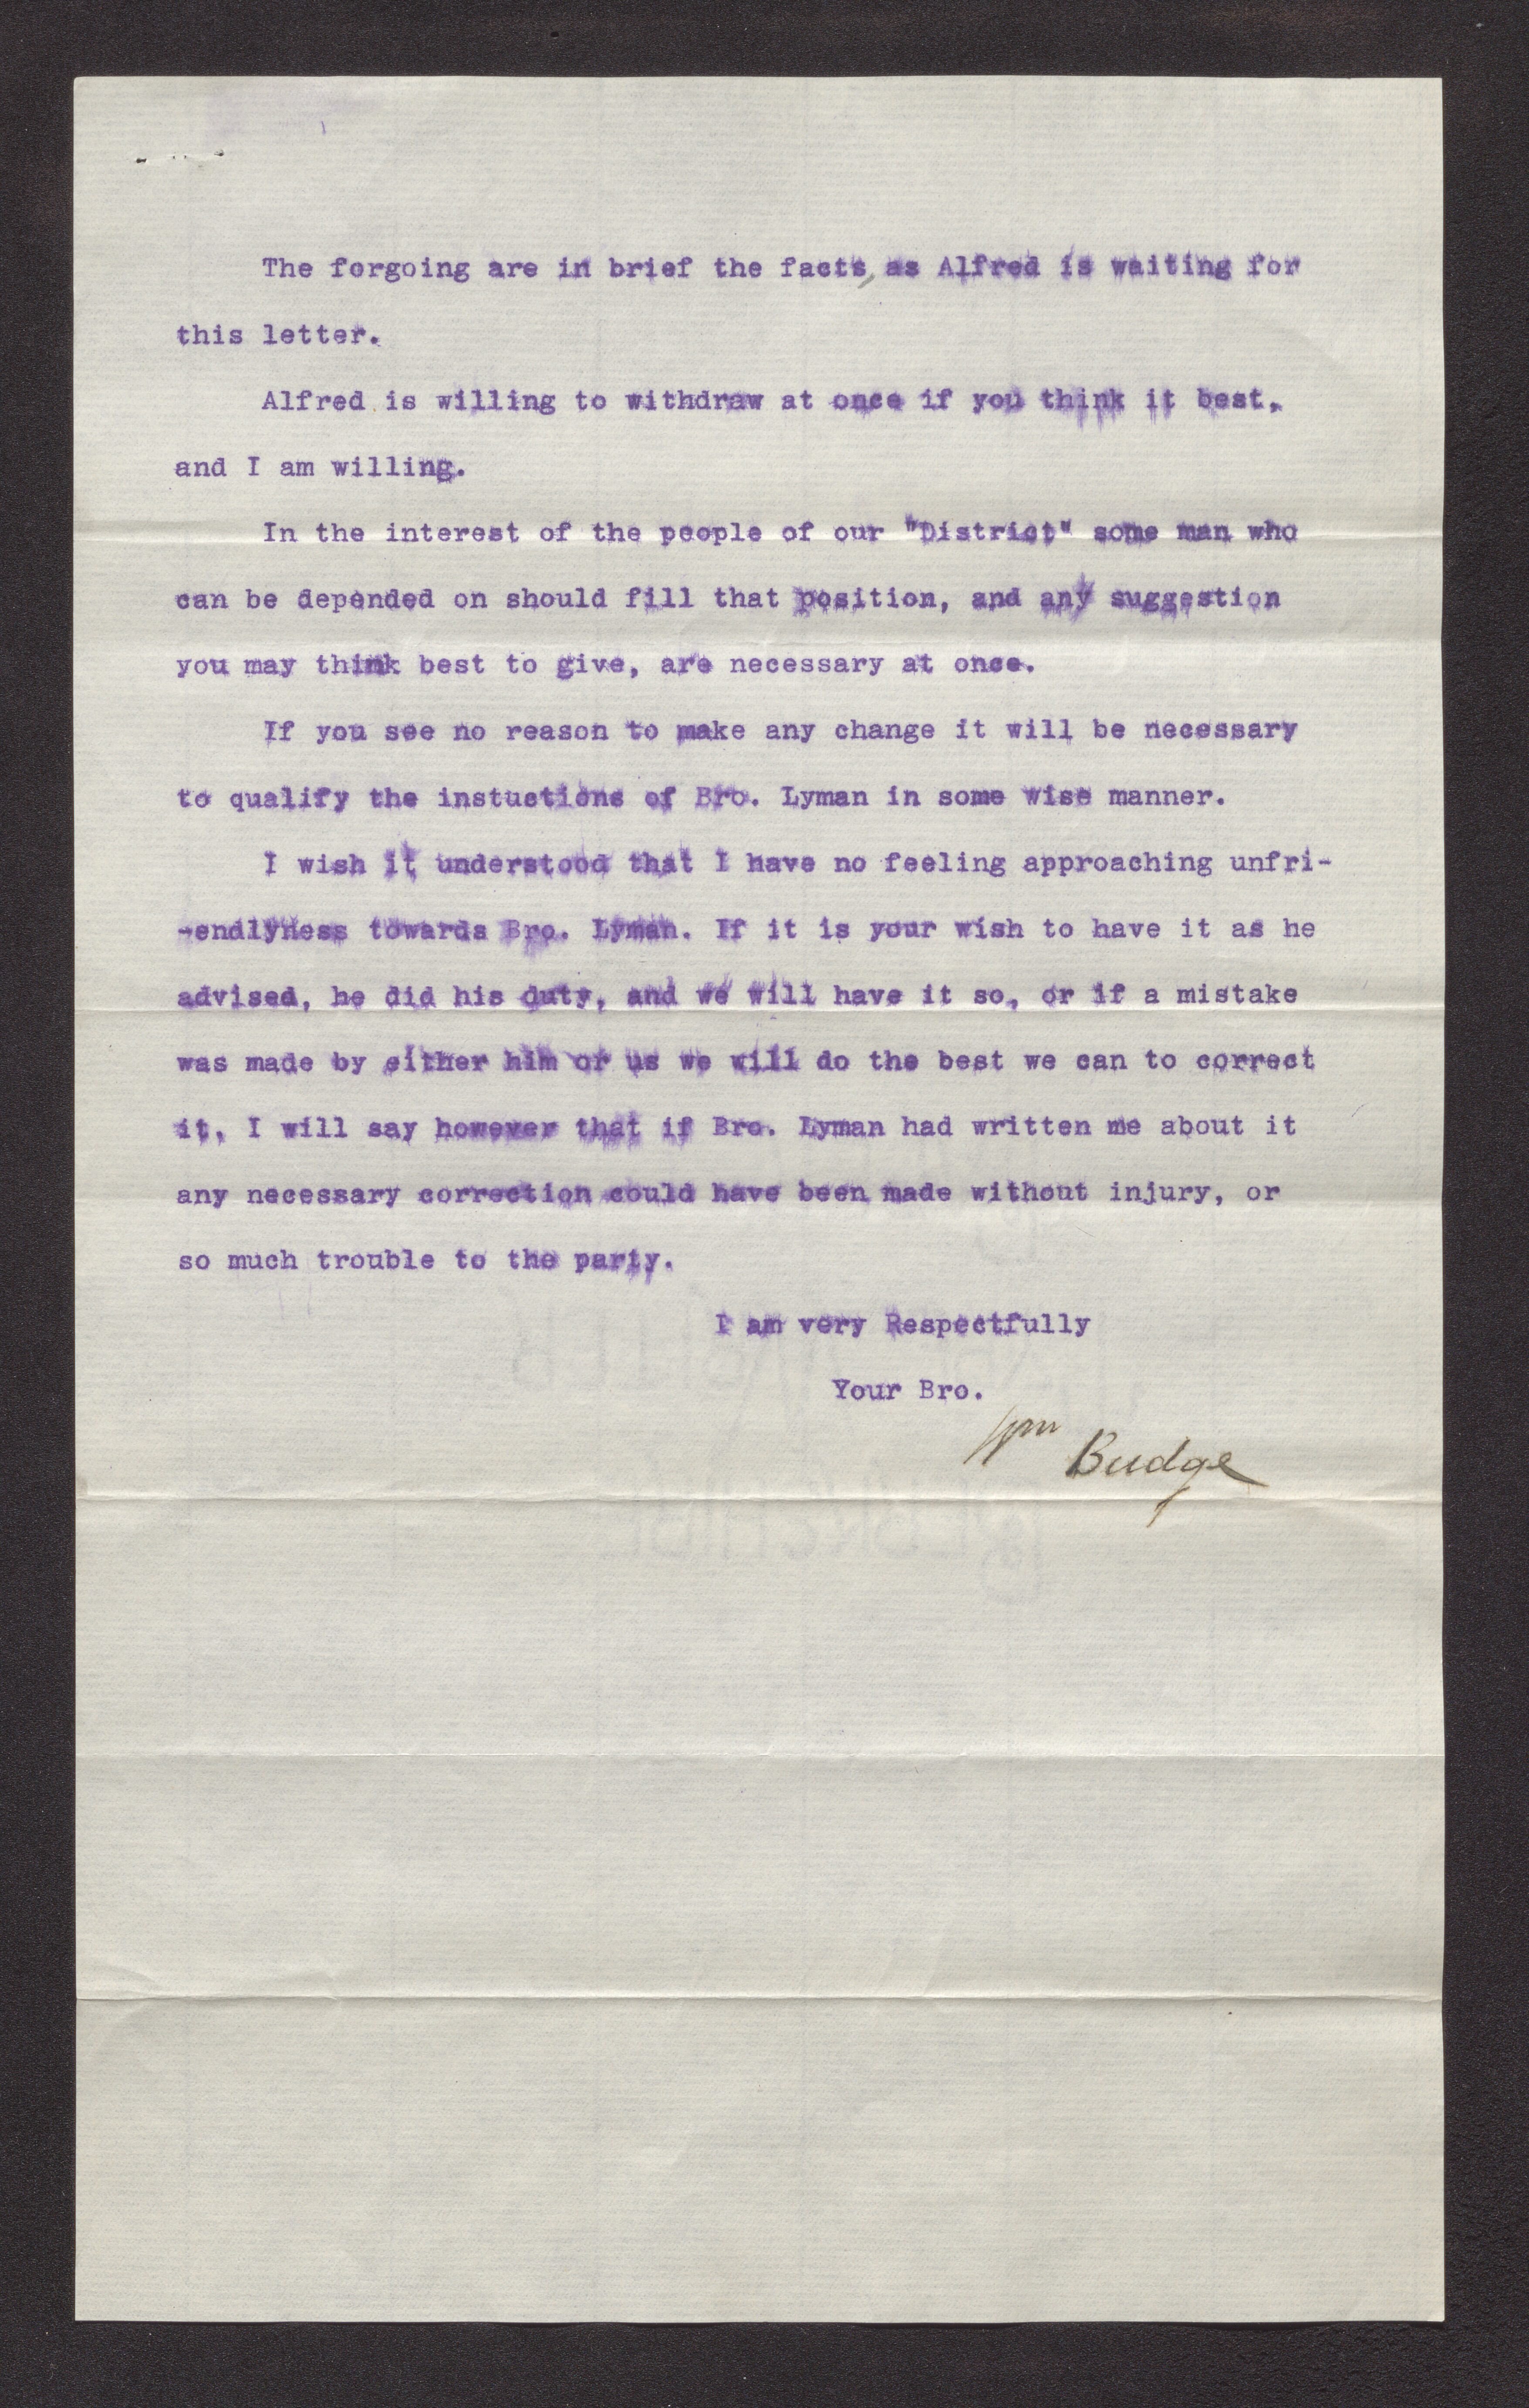 The forgoing are in brief the facts, as Alfred is waiting for
this letter.
Alfred is willing to withdraw at once if you think it best,
and I am willing.
In the interest of the people of our "District" some man who
can be depended on should fill that position, and any suggestion
you may think best to give, are necessary at once.
If you see no reason to make any change it will be necessary
to qualify the instuctions of Bro. Lyman in some wise manner.
I wish it understood that I have no feeling approaching unfri-
-endlyness towards Bro. Lyman. If it is your wish to have it as he
advised, he did his duty, and we will have it so, or if a mistake
was made by either him or us we will do the best we can to correct
it, I will say however that if Bro. Lyman had written me about it
any necessary correction could have been made without injury, or
so much trouble to the party.
I am very Respectfully
Your Bro.
Wm Budge